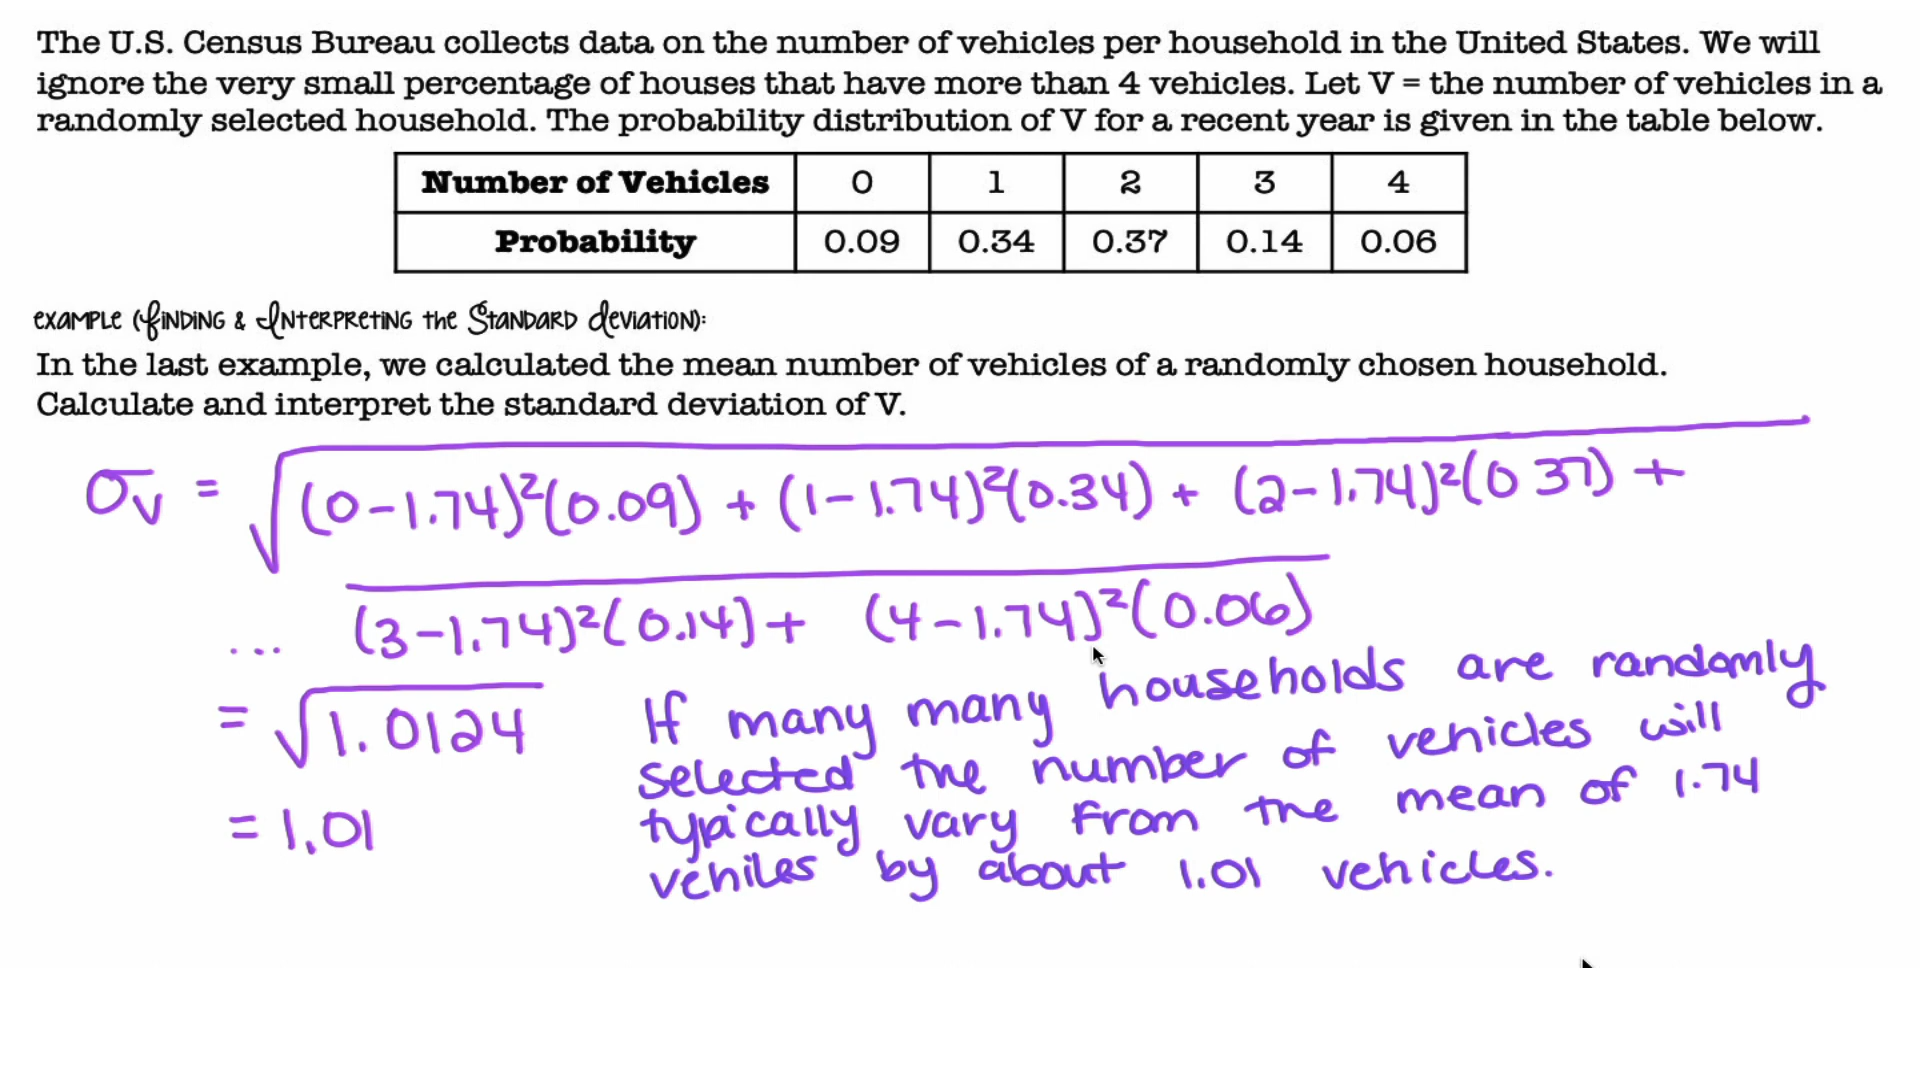 The U.S. Census Bureau collects data on the number of vehicles per household in the United States. We will
ignore the very small percentage of houses that have more than 4 vehicles. Let V = the number of vehicles in a
randomly selected household. The probability distribution of V for a recent year is given in the table below.
Number of Vehicles 0 1 2 3 4
Probability 0.09 0.34 0.37 0.14 0.06
Example (Finding & Interpreting the Standard Deviation):
In the last example, we calculated the mean number of vehicles of a randomly chosen household.
Calculate and interpret the standard deviation of V.
σᵥ = √(0-1.74)²(0.09) + (1-1.74)²(0.34) + (2-1.74)²(0 37) +
... (3-1.74)²(0.14) + (4-1.74)²(0.06)
= √1.0124
= 1.01
If many many households are randomly
selected the number of vehicles will
typically vary from the mean of 1.74
vehiles by about 1.01 vehicles.